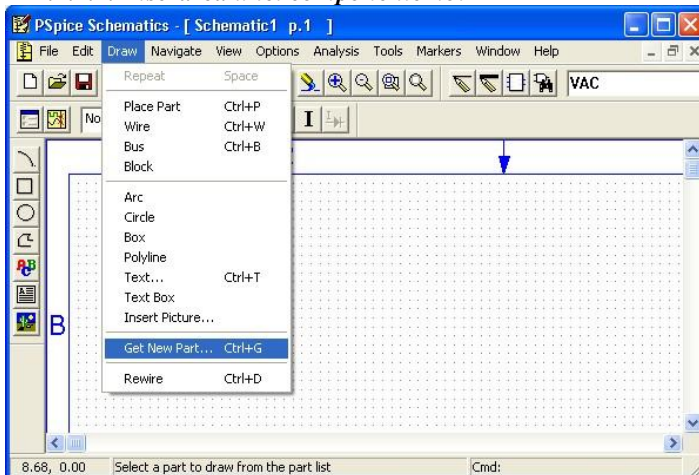 PSpice Schematics - [ Schematic1 p.1 ]
File Edit Draw Navigate View Options Analysis Tools Markers Window Help
VAC
No
Repeat Space
Place Part Ctrl+P
Wire Ctrl+W
Bus Ctrl+B
Block
Arc
Circle
Box
Polyline
Text... Ctrl+T
Text Box
Insert Picture...
Get New Part... Ctrl+G
Rewire Ctrl+D
B
8.68, 0.00 Select a part to draw from the part list Cmd: